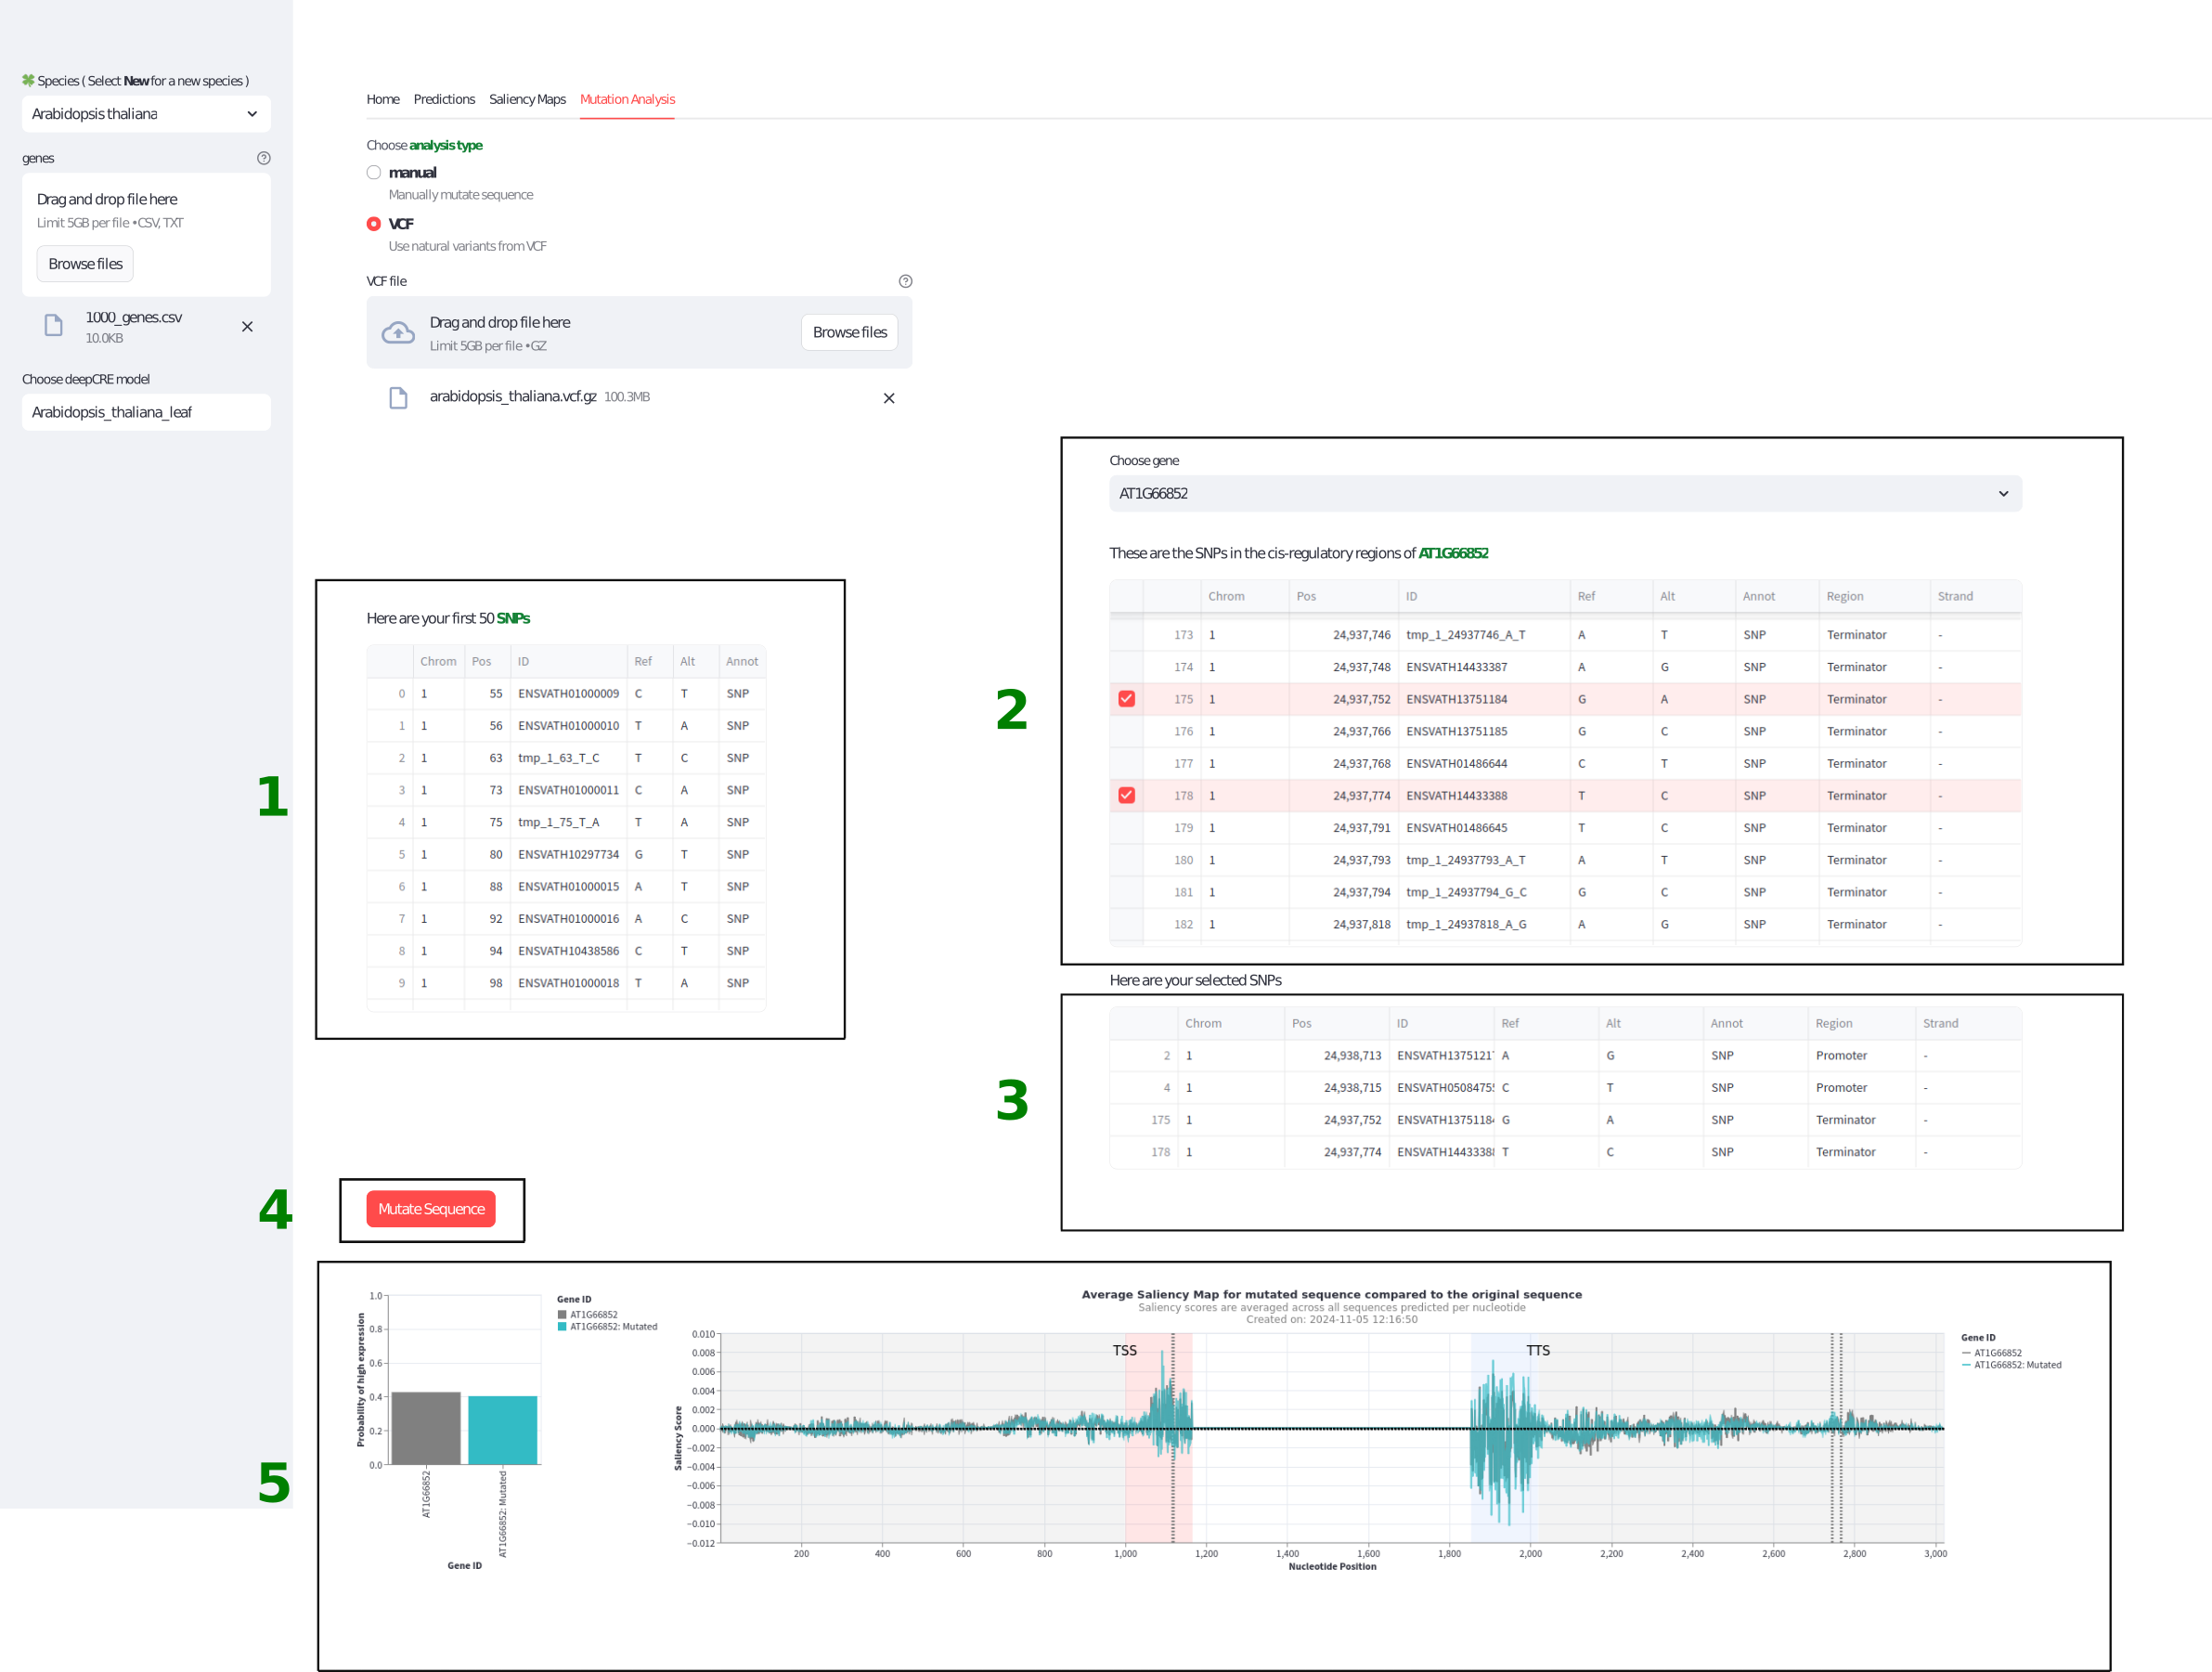 🍀 Species ( Select New for a new species )
Arabidopsis thaliana
genes
Drag and drop file here
Limit 5GB per file • CSV, TXT
Browse files
1000_genes.csv
10.0KB
Choose deepCRE model
Arabidopsis_thaliana_leaf
Home Predictions Saliency Maps Mutation Analysis
Choose analysis type
manual
Manually mutate sequence
VCF
Use natural variants from VCF
VCF file
Drag and drop file here
Limit 5GB per file • GZ
Browse files
arabidopsis_thaliana.vcf.gz 100.3MB
1
Here are your first 50 SNPs
Chrom Pos ID Ref Alt Annot
0 1 55 ENSVATH01000009 C T SNP
1 1 56 ENSVATH01000010 T A SNP
2 1 63 tmp_1_63_T_C T C SNP
3 1 73 ENSVATH01000011 C A SNP
4 1 75 tmp_1_75_T_A T A SNP
5 1 80 ENSVATH10297734 G T SNP
6 1 88 ENSVATH01000015 A T SNP
7 1 92 ENSVATH01000016 A C SNP
8 1 94 ENSVATH10438586 C T SNP
9 1 98 ENSVATH01000018 T A SNP
2
Choose gene
AT1G66852
These are the SNPs in the cis-regulatory regions of AT1G66852
Chrom Pos ID Ref Alt Annot Region Strand
173 1 24,937,746 tmp_1_24937746_A_T A T SNP Terminator -
174 1 24,937,748 ENSVATH14433387 A G SNP Terminator -
175 1 24,937,752 ENSVATH13751184 G A SNP Terminator -
176 1 24,937,766 ENSVATH13751185 G C SNP Terminator -
177 1 24,937,768 ENSVATH01486644 C T SNP Terminator -
178 1 24,937,774 ENSVATH14433388 T C SNP Terminator -
179 1 24,937,791 ENSVATH01486645 T C SNP Terminator -
180 1 24,937,793 tmp_1_24937793_A_T A T SNP Terminator -
181 1 24,937,794 tmp_1_24937794_G_C G C SNP Terminator -
182 1 24,937,818 tmp_1_24937818_A_G A G SNP Terminator -
Here are your selected SNPs
3
Chrom Pos ID Ref Alt Annot Region Strand
2 1 24,938,713 ENSVATH1375121 A G SNP Promoter -
4 1 24,938,715 ENSVATH0508475 C T SNP Promoter -
175 1 24,937,752 ENSVATH1375118 G A SNP Terminator -
178 1 24,937,774 ENSVATH1443338 T C SNP Terminator -
4
Mutate Sequence
5
Probability of high expression
1.0
0.8
0.6
0.4
0.2
0.0
AT1G66852
AT1G66852: Mutated
Gene ID
Gene ID
AT1G66852
AT1G66852: Mutated
Average Saliency Map for mutated sequence compared to the original sequence
Saliency scores are averaged across all sequences predicted per nucleotide
Created on: 2024-11-05 12:16:50
Saliency Score
0.010
0.008
0.006
0.004
0.002
0.000
−0.002
−0.004
−0.006
−0.008
−0.010
−0.012
TSS
TTS
200 400 600 800 1,000 1,200 1,400 1,600 1,800 2,000 2,200 2,400 2,600 2,800 3,000
Nucleotide Position
Gene ID
AT1G66852
AT1G66852: Mutated